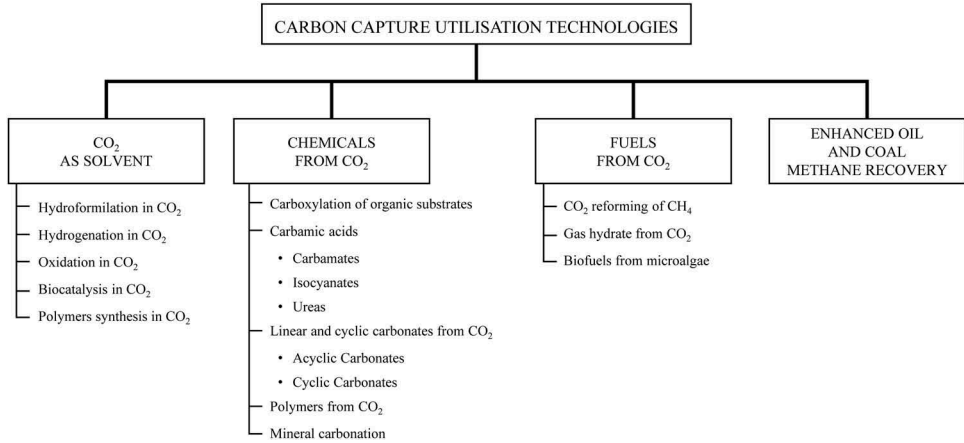 CARBON CAPTURE UTILISATION TECHNOLOGIES
CO₂
AS SOLVENT
Hydroformilation in CO₂
Hydrogenation in CO₂
Oxidation in CO₂
Biocatalysis in CO₂
Polymers synthesis in CO₂
CHEMICALS
FROM CO₂
Carboxylation of organic substrates
Carbamic acids
• Carbamates
• Isocyanates
• Ureas
Linear and cyclic carbonates from CO₂
• Acyclic Carbonates
• Cyclic Carbonates
Polymers from CO₂
Mineral carbonation
FUELS
FROM CO₂
CO₂ reforming of CH₄
Gas hydrate from CO₂
Biofuels from microalgae
ENHANCED OIL
AND COAL
METHANE RECOVERY